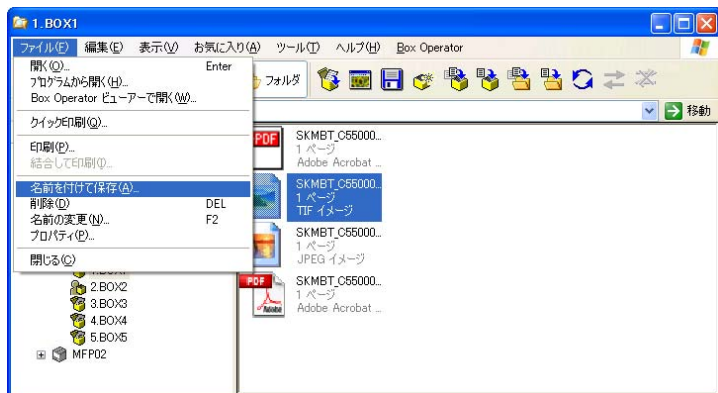 1.BOX1
ファイル(F) 編集(E) 表示(V) お気に入り(A) ツール(T) ヘルプ(H) Box Operator
開く(O)... Enter
プログラムから開く(H)...
Box Operator ビューアーで開く(W)...
クイック印刷(Q)...
印刷(P)...
結合して印刷(I)...
名前を付けて保存(A)...
削除(D) DEL
名前の変更(N)... F2
プロパティ(P)...
閉じる(C)
フォルダ
移動
PDF
SKMBT_C55000...
1 ページ
Adobe Acrobat ...
SKMBT_C55000...
1 ページ
TIF イメージ
SKMBT_C55000...
1 ページ
JPEG イメージ
PDF
Adobe
SKMBT_C55000...
1 ページ
Adobe Acrobat ...
1.BOX1
2.BOX2
3.BOX3
4.BOX4
5.BOX5
MFP02